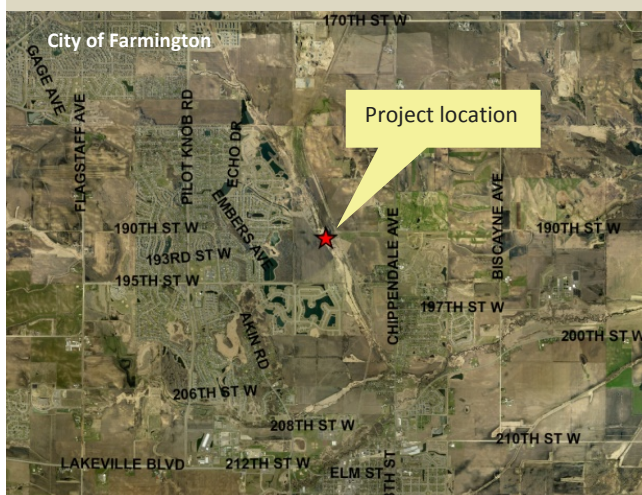 170TH ST W
City of Farmington
GAGE AVE
FLAGSTAFF AVE
PILOT KNOB RD
ECHO DR
Project location
EMBERS AVE
CHIPPENDALE AVE
BISCAYNE AVE
190TH ST W
190TH ST W
193RD ST W
195TH ST W
197TH ST W
AKIN RD
200TH ST W
206TH ST W
208TH ST W
210TH ST W
LAKEVILLE BLVD
212TH ST W
ELM ST
TH ST